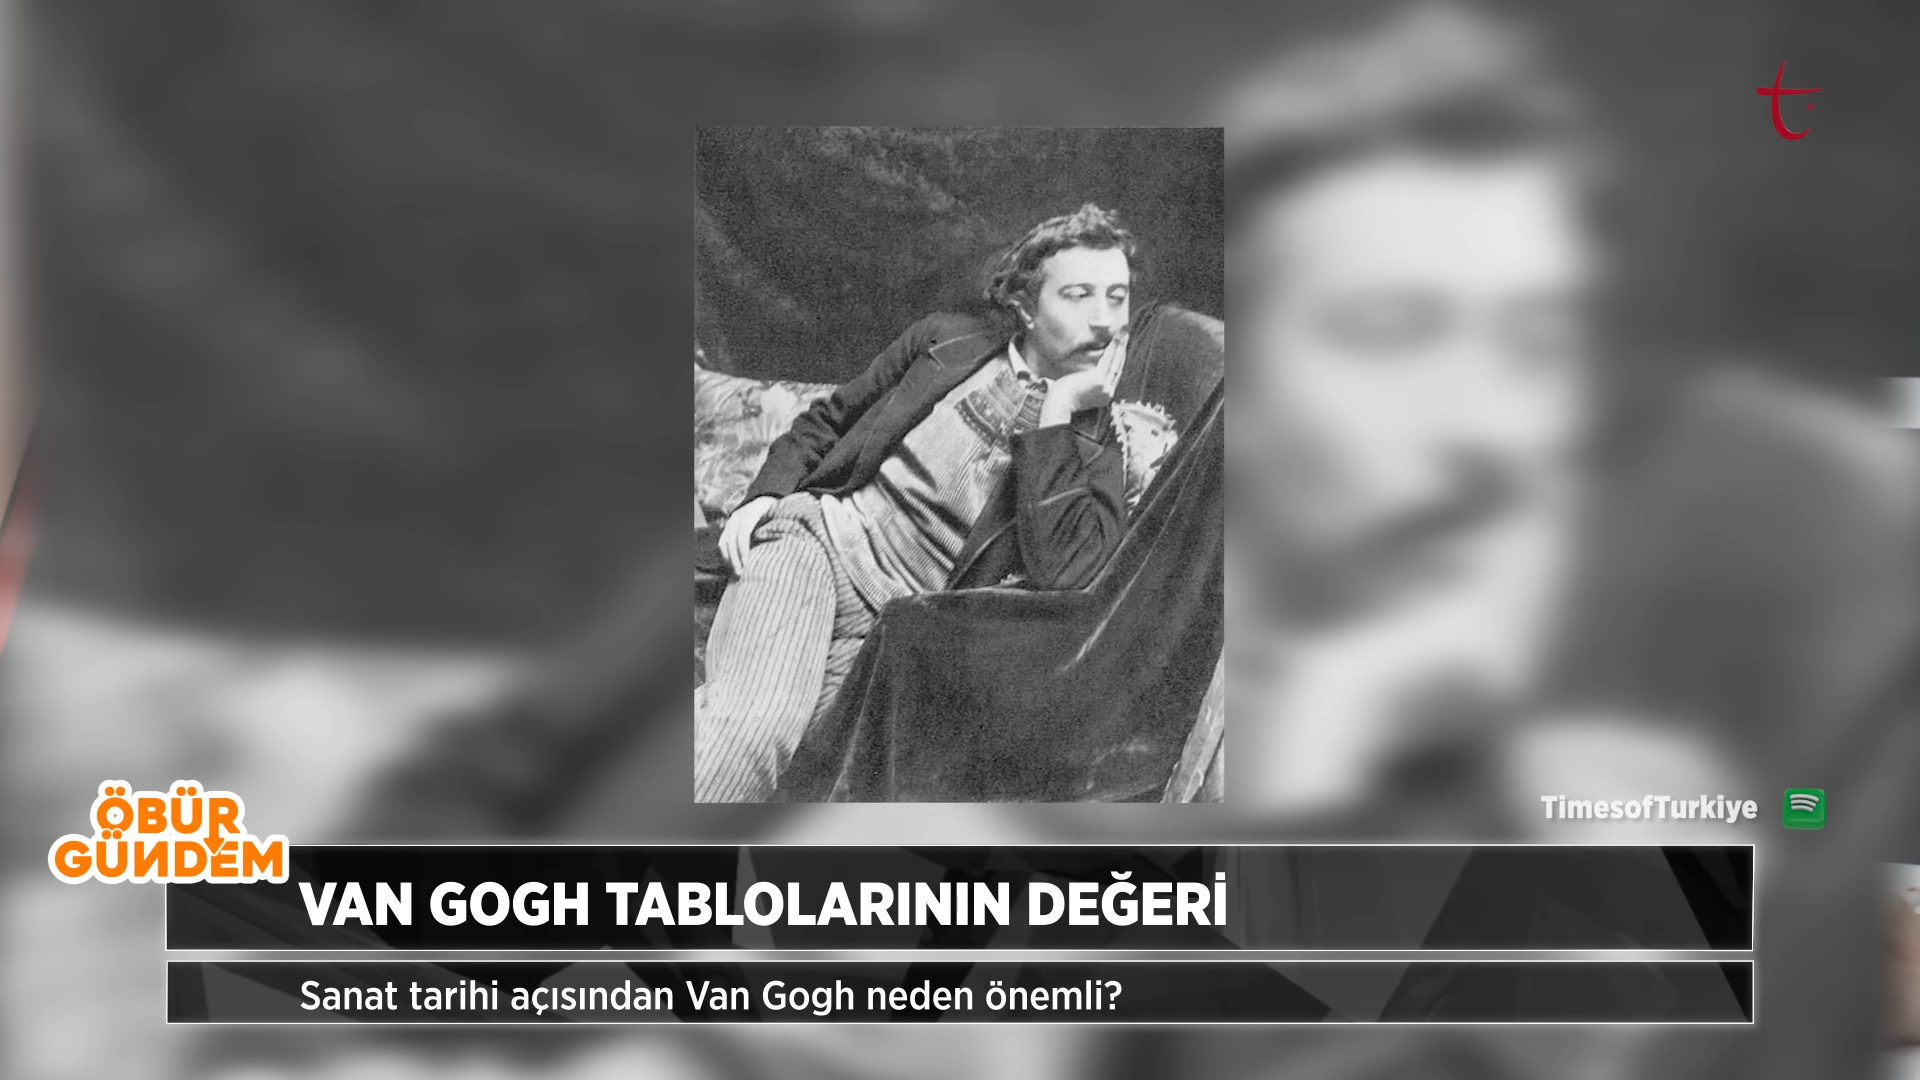 TimesofTurkiye
ÖBÜR
GÜNDEM
VAN GOGH TABLOLARININ DEĞERİ
Sanat tarihi açısından Van Gogh neden önemli?